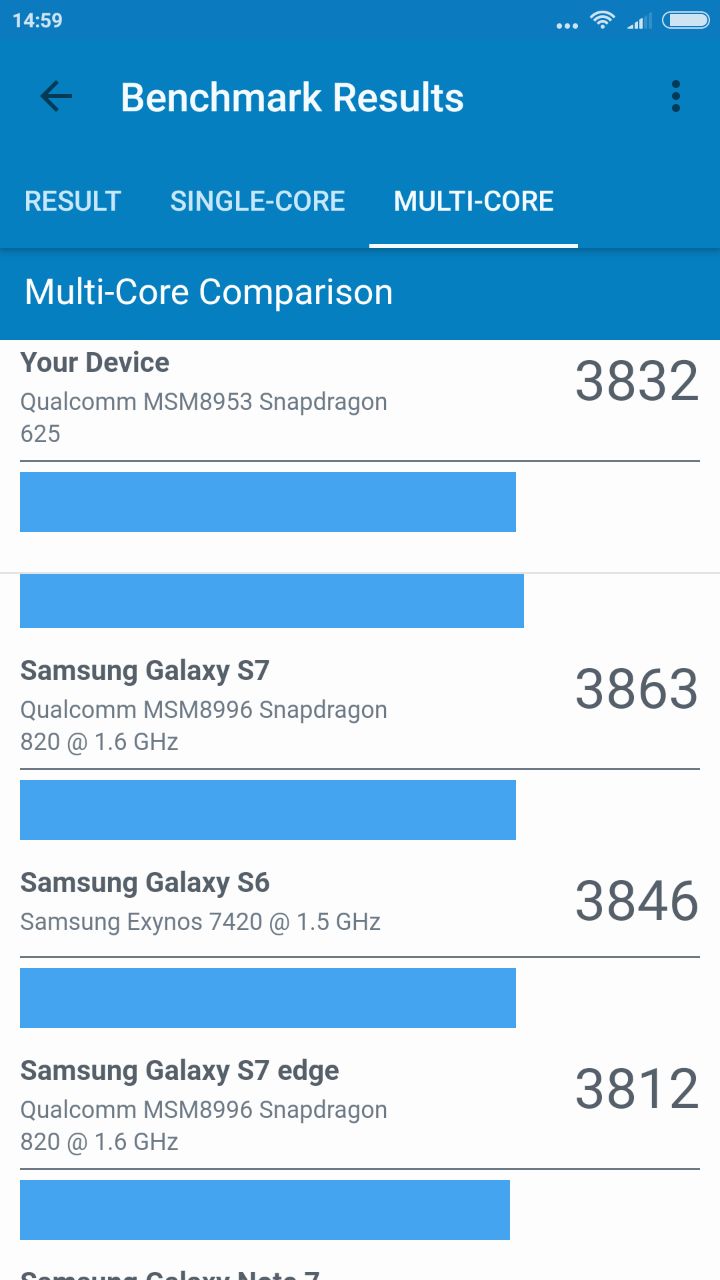 14:59
Benchmark Results
RESULT
SINGLE-CORE
MULTI-CORE
Multi-Core Comparison
Your Device
3832
Qualcomm MSM8953 Snapdragon
625
Samsung Galaxy S7
3863
Qualcomm MSM8996 Snapdragon
820 @ 1.6 GHz
Samsung Galaxy S6
3846
Samsung Exynos 7420 @ 1.5 GHz
Samsung Galaxy S7 edge
3812
Qualcomm MSM8996 Snapdragon
820 @ 1.6 GHz
Samsung Galaxy Note 7